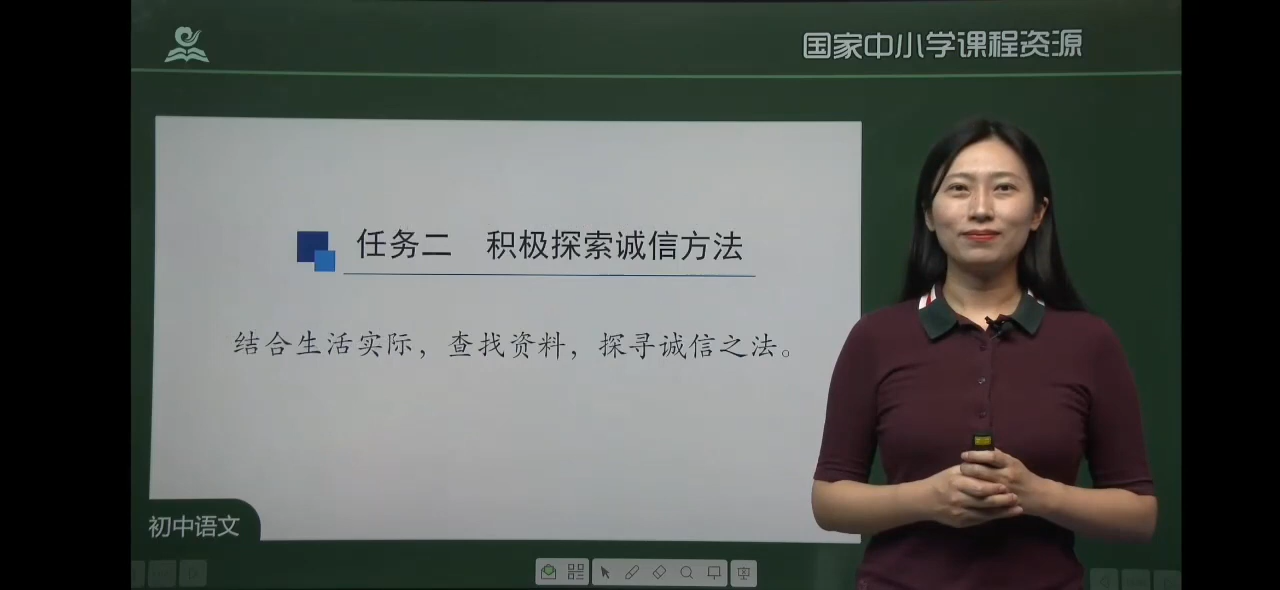 国家中小学课程资源
任务二 积极探索诚信方法
结合生活实际，查找资料，探寻诚信之法。
初中语文